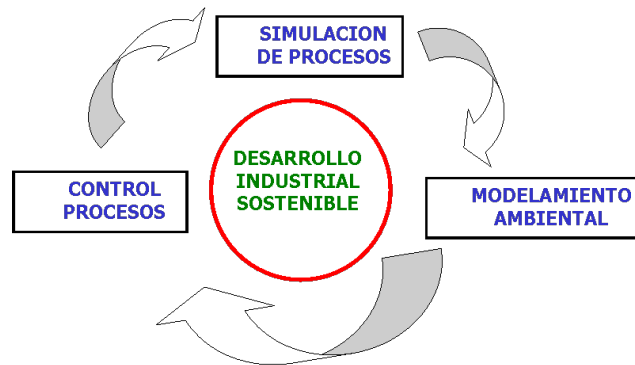 SIMULACION
DE PROCESOS
DESARROLLO
INDUSTRIAL
SOSTENIBLE
CONTROL
PROCESOS
MODELAMIENTO
AMBIENTAL